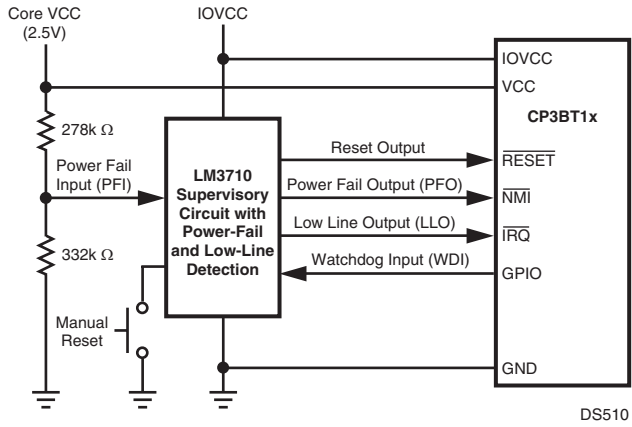 Core VCC
(2.5V)
IOVCC
278k Ω
Power Fail
Input (PFI)
332k Ω
Manual
Reset
LM3710
Supervisory
Circuit with
Power-Fail
and Low-Line
Detection
Reset Output
Power Fail Output (PFO)
Low Line Output (LLO)
Watchdog Input (WDI)
IOVCC
VCC
CP3BT1x
RESET
NMI
IRQ
GPIO
GND
DS510